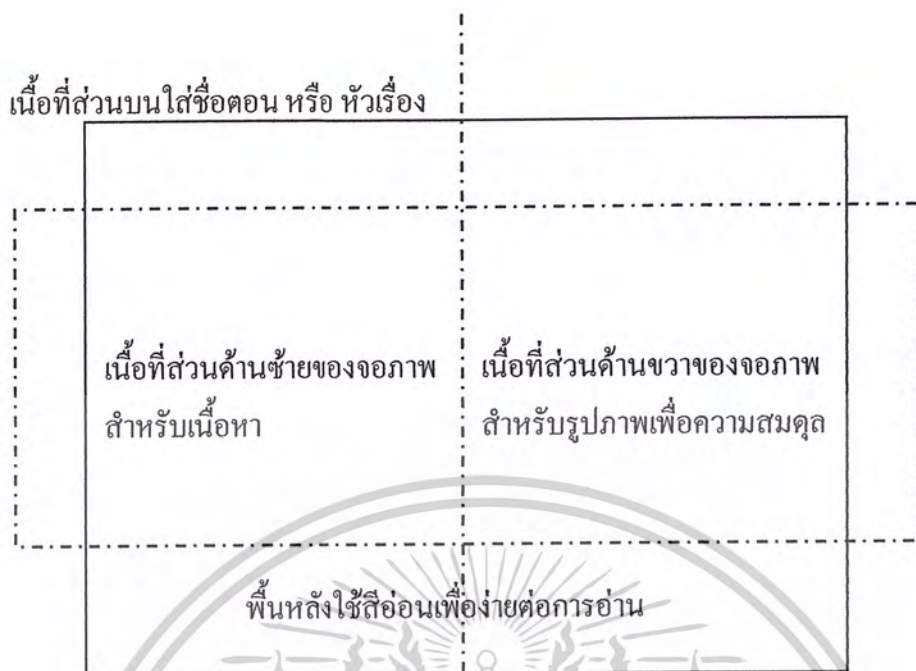 เนื้อที่ส่วนบนใส่ชื่อตอน หรือ หัวเรื่อง
เนื้อที่ส่วนด้านซ้ายของจอภาพ
สำหรับเนื้อหา
เนื้อที่ส่วนด้านขวาของจอภาพ
สำหรับรูปภาพเพื่อความสมดุล
พื้นหลังใช้สีอ่อนเพื่อง่ายต่อการอ่าน